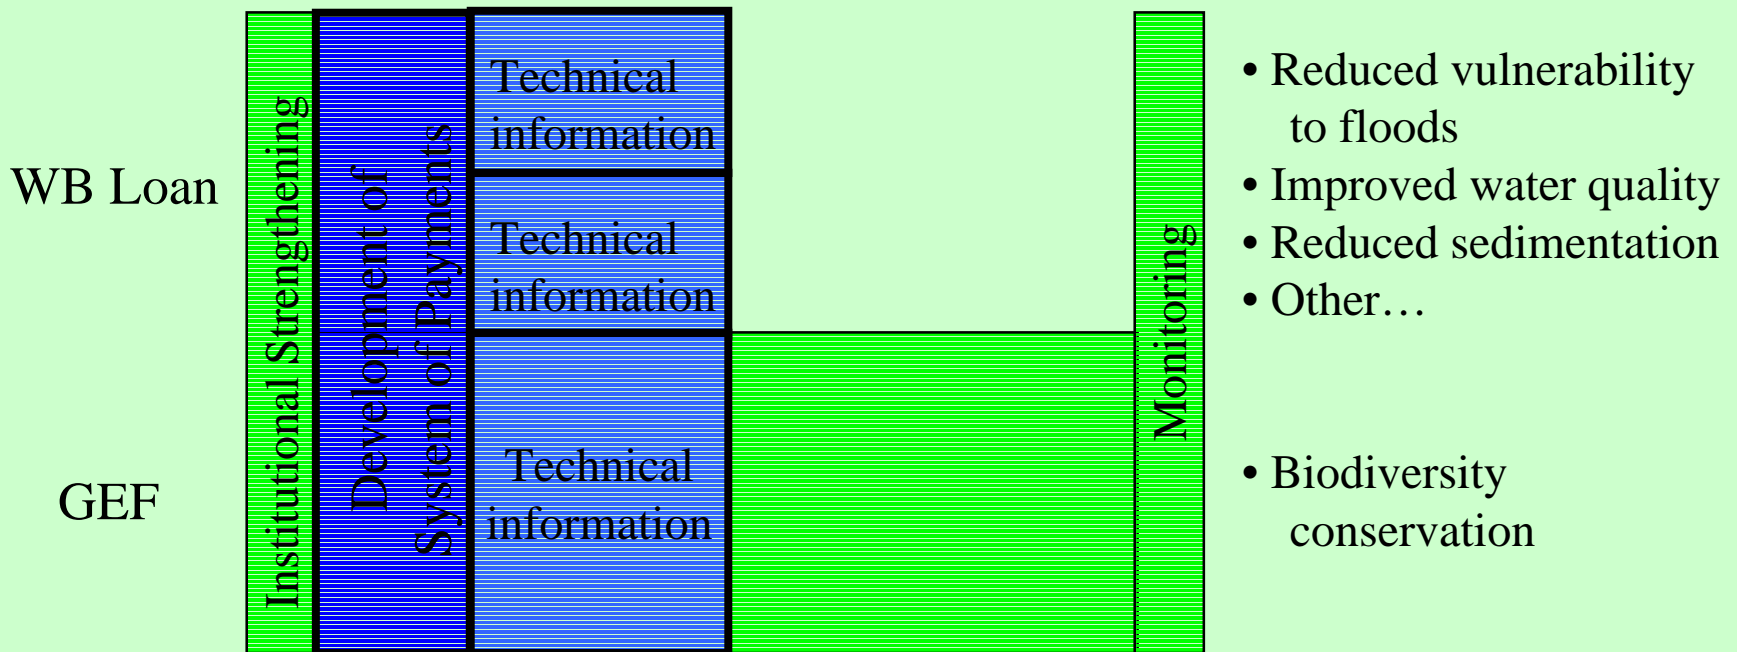 WB Loan
GEF
Institutional Strengthening
Development of
System of Payments
Technical
information
Technical
information
Technical
information
Monitoring
• Reduced vulnerability
to floods
• Improved water quality
• Reduced sedimentation
• Other…
• Biodiversity
conservation